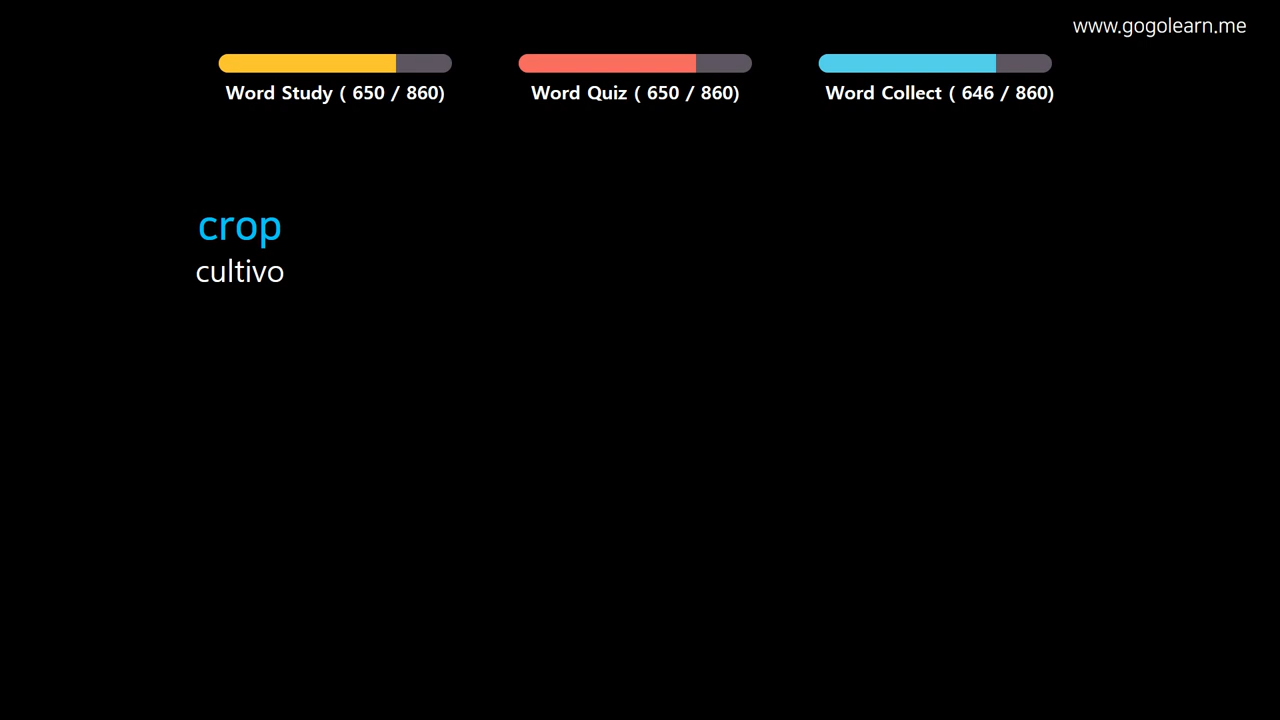 www.gogolearn.me
Word Study ( 650 / 860)
Word Quiz ( 650 / 860)
Word Collect ( 646 / 860)
crop
cultivo